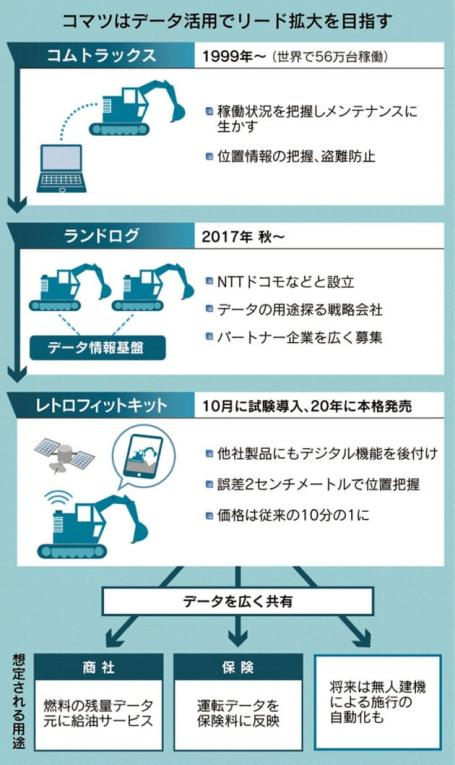 コマツはデータ活用でリード拡大を目指す
コムトラックス
1999年～（世界で56万台稼働）
稼働状況を把握しメンテナンスに
生かす
位置情報の把握、盗難防止
ランドログ
2017年 秋～
データ情報基盤
NTTドコモなどと設立
データの用途探る戦略会社
パートナー企業を広く募集
レトロフィットキット
10月に試験導入、20年に本格発売
他社製品にもデジタル機能を後付け
誤差2センチメートルで位置把握
価格は従来の10分の1に
データを広く共有
想定される用途
商社
燃料の残量データ
元に給油サービス
保険
運転データを
保険料に反映
将来は無人建機
による施行の
自動化も